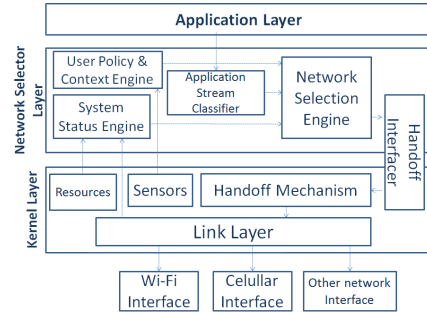 Application Layer
Network Selector
Layer
User Policy &
Context Engine
Application
Stream
Classifier
Network
Selection
Engine
System
Status Engine
Handoff
Interfacer
Kernel Layer
Resources
Sensors
Handoff Mechanism
Link Layer
Wi-Fi
Interface
Celullar
Interface
Other network
Interface